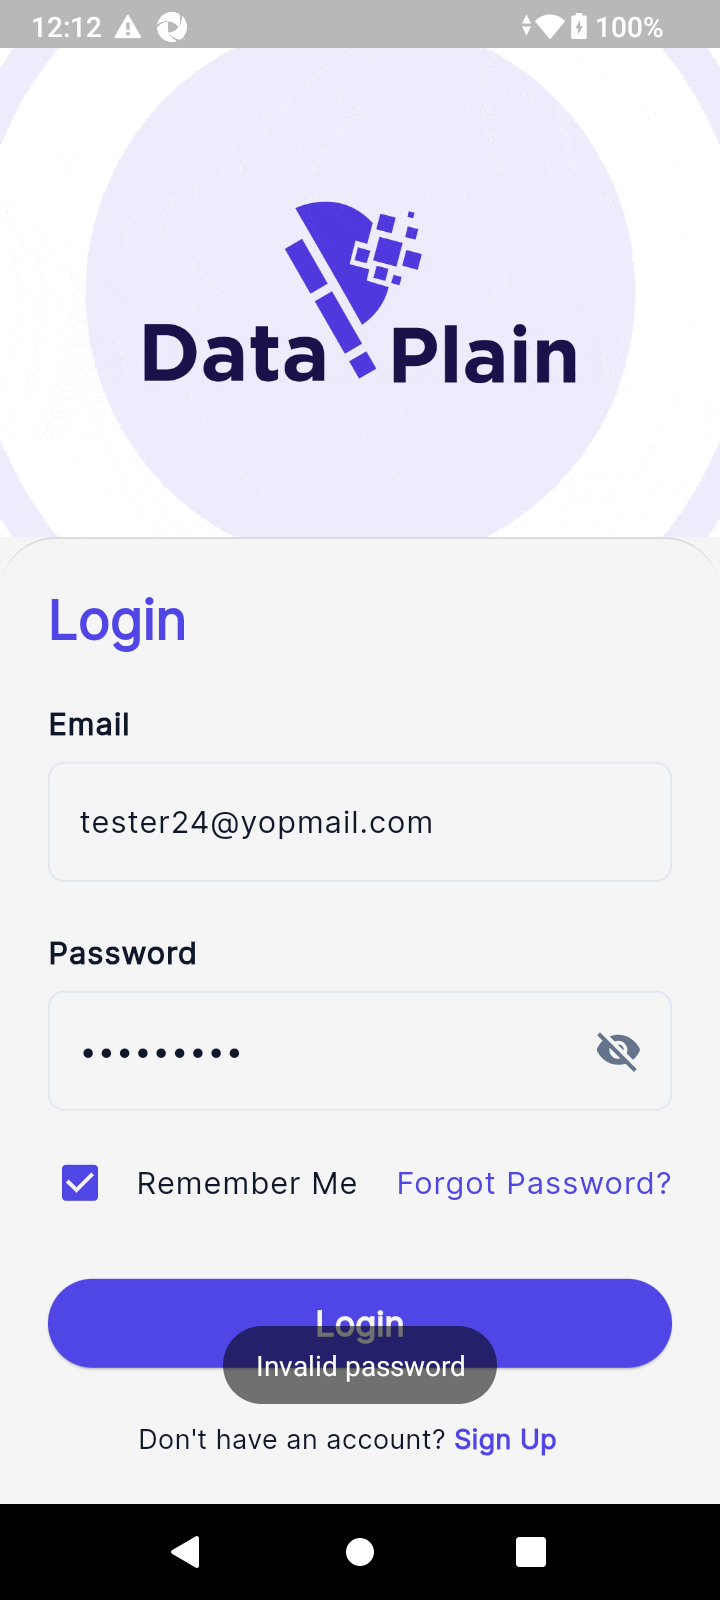 12:12
100%
Data Plain
Login
Email
tester24@yopmail.com
Password
•••••••••
Remember Me Forgot Password?
Login
Invalid password
Don't have an account? Sign Up